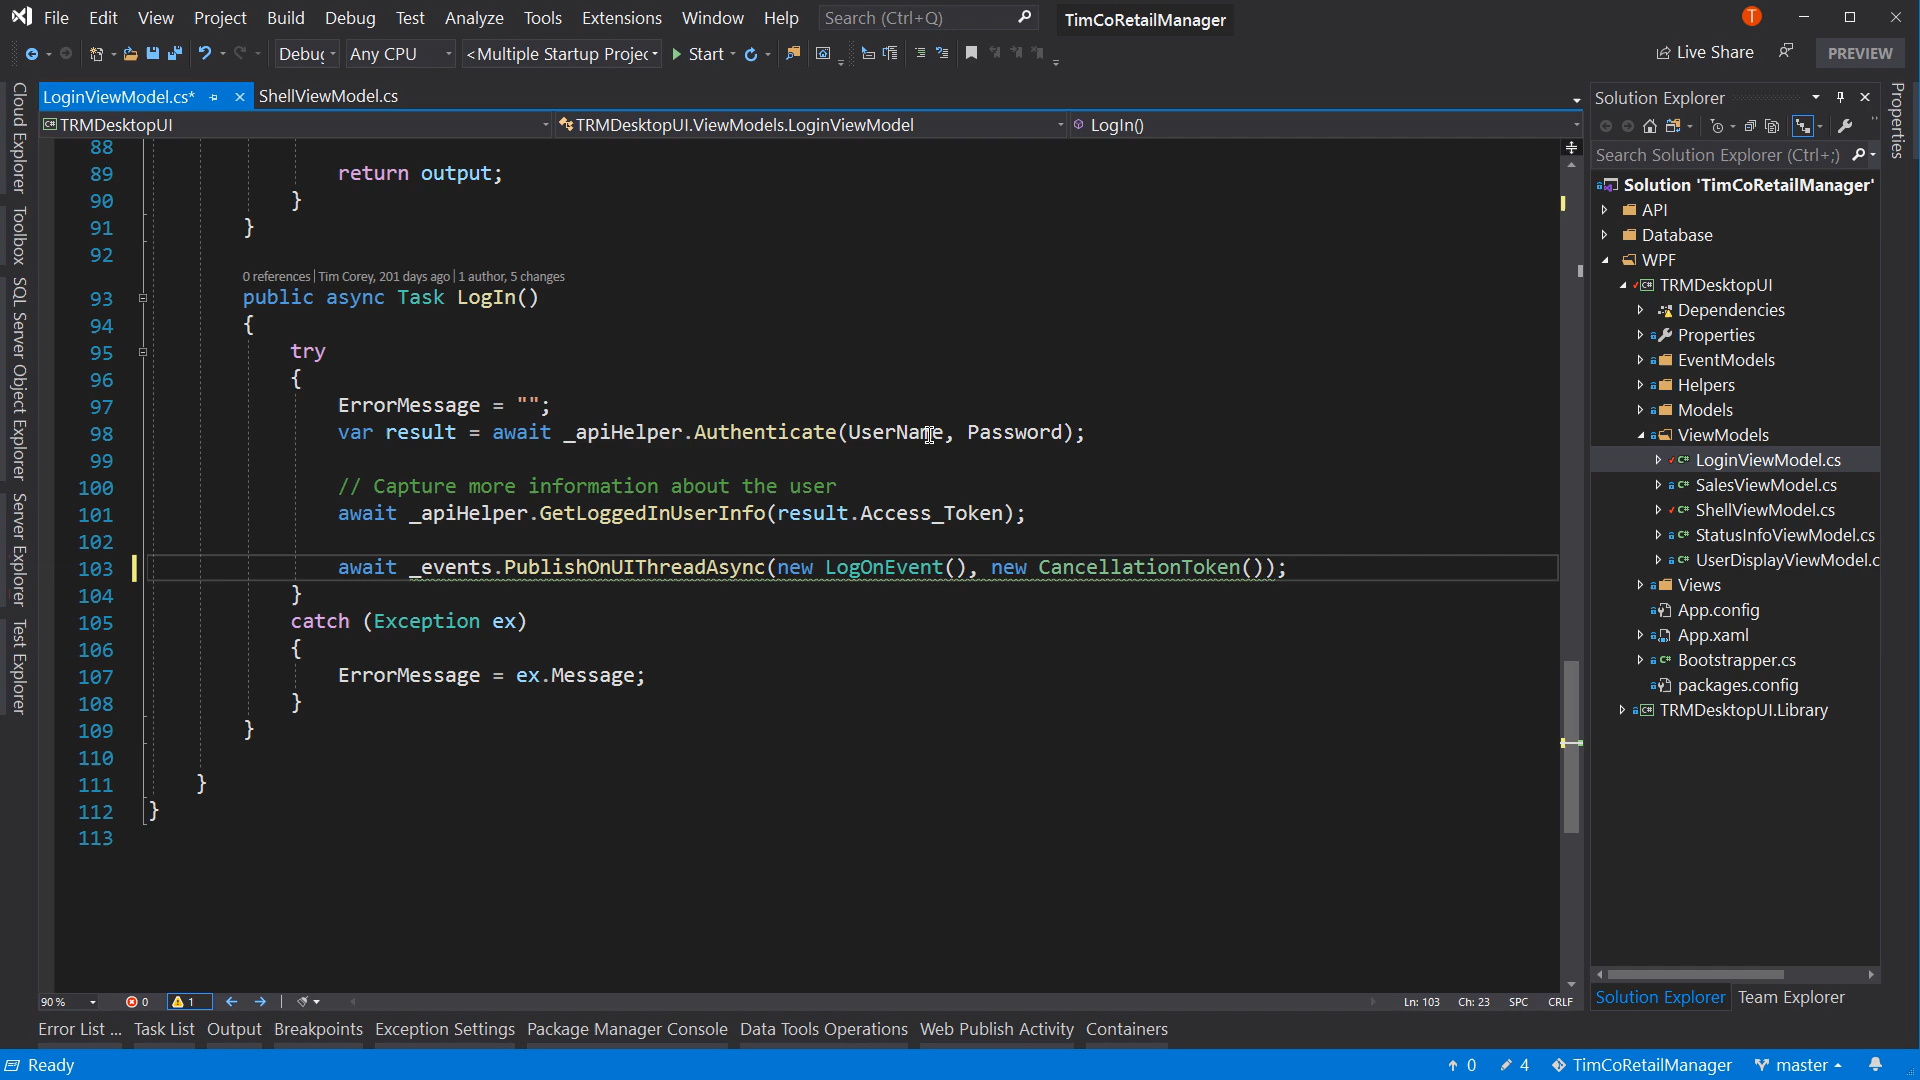 File Edit View Project Build Debug Test Analyze Tools Extensions Window Help Search (Ctrl+Q) TimCoRetailManager T
Debug Any CPU <Multiple Startup Projec Start Live Share PREVIEW
LoginViewModel.cs* ShellViewModel.cs
TRMDesktopUI TRMDesktopUI.ViewModels.LoginViewModel LogIn()
88
89 return output;
90 }
91 }
92
0 references | Tim Corey, 201 days ago | 1 author, 5 changes
93 public async Task LogIn()
94 {
95 try
96 {
97 ErrorMessage = "";
98 var result = await _apiHelper.Authenticate(UserName, Password);
99
100 // Capture more information about the user
101 await _apiHelper.GetLoggedInUserInfo(result.Access_Token);
102
103 await _events.PublishOnUIThreadAsync(new LogOnEvent(), new CancellationToken());
104 }
105 catch (Exception ex)
106 {
107 ErrorMessage = ex.Message;
108 }
109 }
110
111 }
112 }
113
90 % 0 1 Ln: 103 Ch: 23 SPC CRLF
Cloud Explorer
Toolbox
SQL Server Object Explorer
Server Explorer
Test Explorer
Solution Explorer
Search Solution Explorer (Ctrl+;)
Solution 'TimCoRetailManager'
API
Database
WPF
TRMDesktopUI
Dependencies
Properties
EventModels
Helpers
Models
ViewModels
LoginViewModel.cs
SalesViewModel.cs
ShellViewModel.cs
StatusInfoViewModel.cs
UserDisplayViewModel.c
Views
App.config
App.xaml
Bootstrapper.cs
packages.config
TRMDesktopUI.Library
Solution Explorer Team Explorer
Properties
Error List ... Task List Output Breakpoints Exception Settings Package Manager Console Data Tools Operations Web Publish Activity Containers
Ready 0 4 TimCoRetailManager master